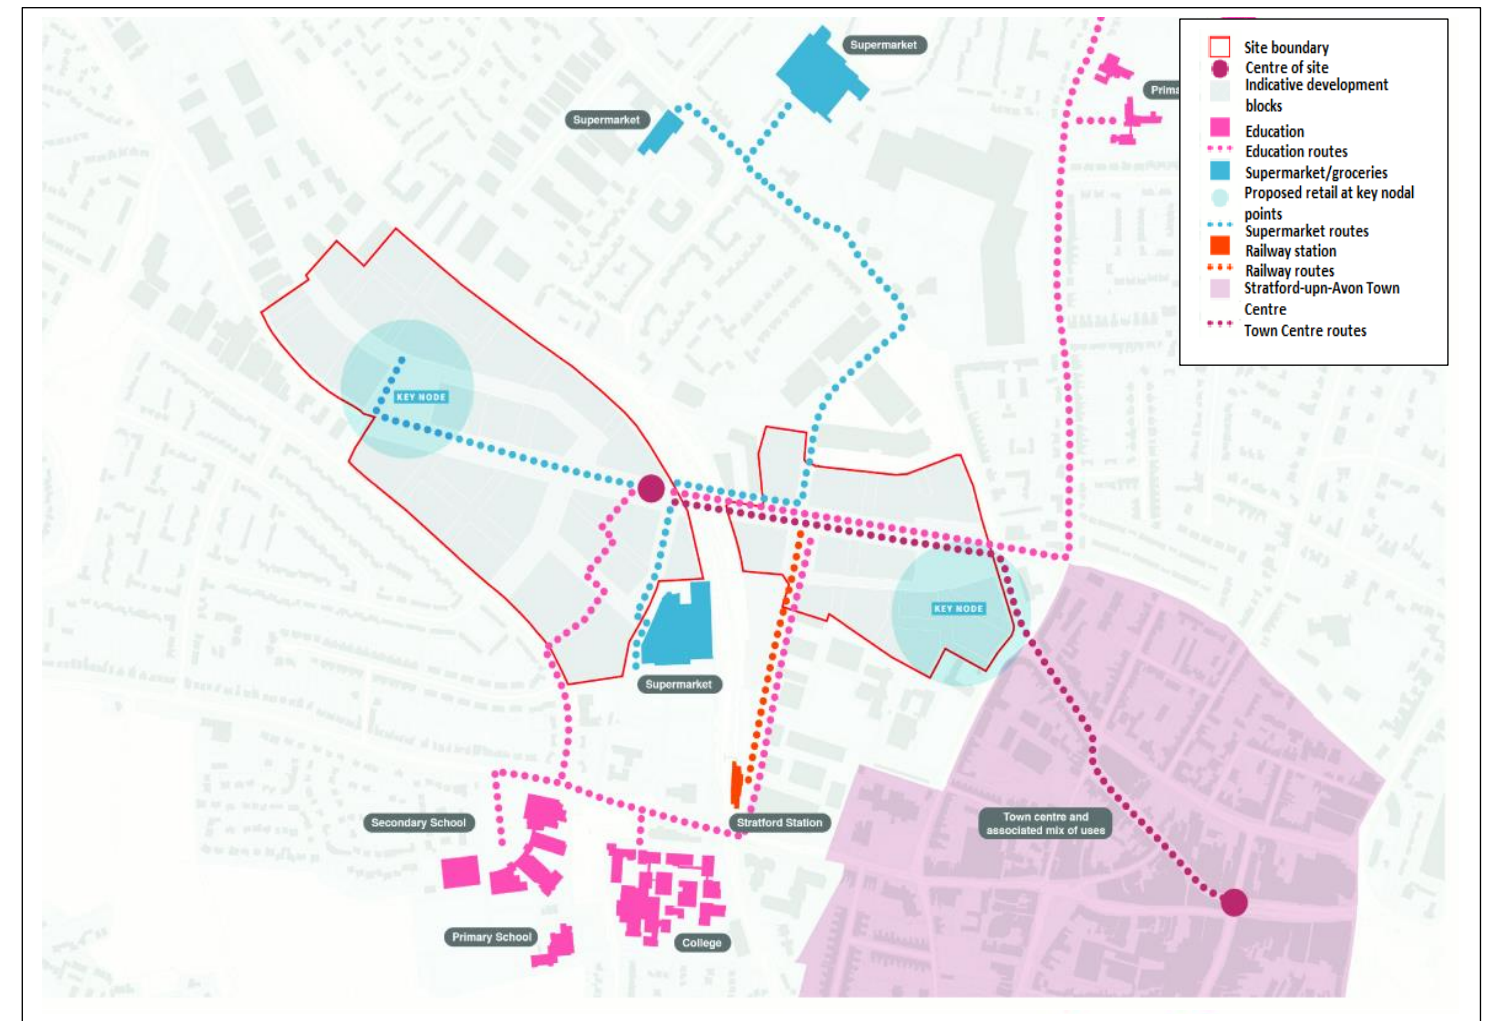 Supermarket
Supermarket
Site boundary
Centre of site
Indicative development
blocks
Education
Education routes
Supermarket/groceries
Proposed retail at key nodal
points
Supermarket routes
Railway station
Railway routes
Stratford-upn-Avon Town
Centre
Town Centre routes
Prima
KEY NODE
KEY NODE
Supermarket
Secondary School
Stratford Station
Town centre and
associated mix of uses
Primary School
College